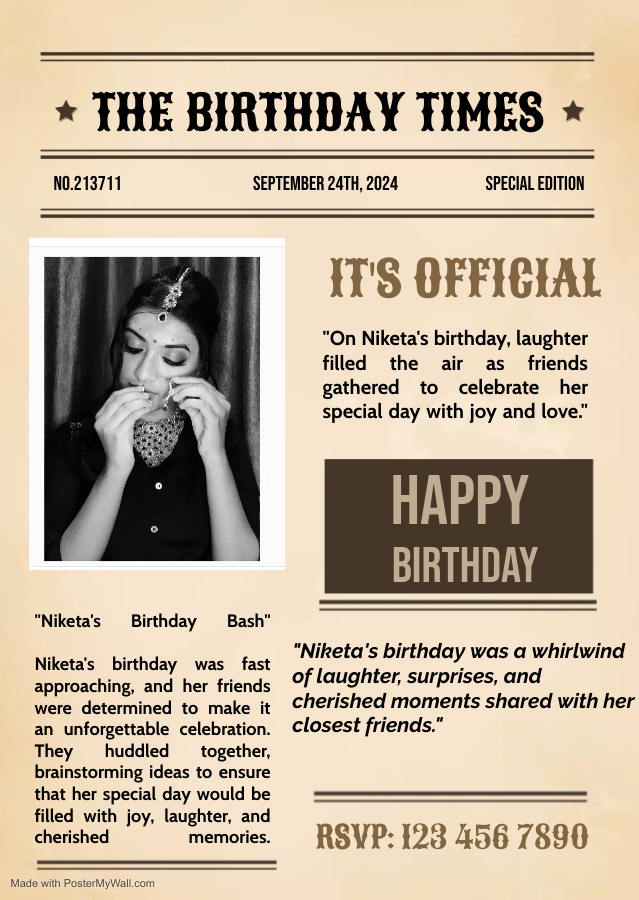 THE BIRTHDAY TIMES
NO.213711
SEPTEMBER 24TH, 2024
SPECIAL EDITION
IT'S OFFICIAL
"On Niketa's birthday, laughter
filled the air as friends
gathered to celebrate her
special day with joy and love."
HAPPY
BIRTHDAY
"Niketa's Birthday Bash"
Niketa's birthday was fast
approaching, and her friends
were determined to make it
an unforgettable celebration.
They huddled together,
brainstorming ideas to ensure
that her special day would be
filled with joy, laughter, and
cherished memories.
"Niketa's birthday was a whirlwind
of laughter, surprises, and
cherished moments shared with her
closest friends."
RSVP: 123 456 7890
Made with PosterMyWall.com